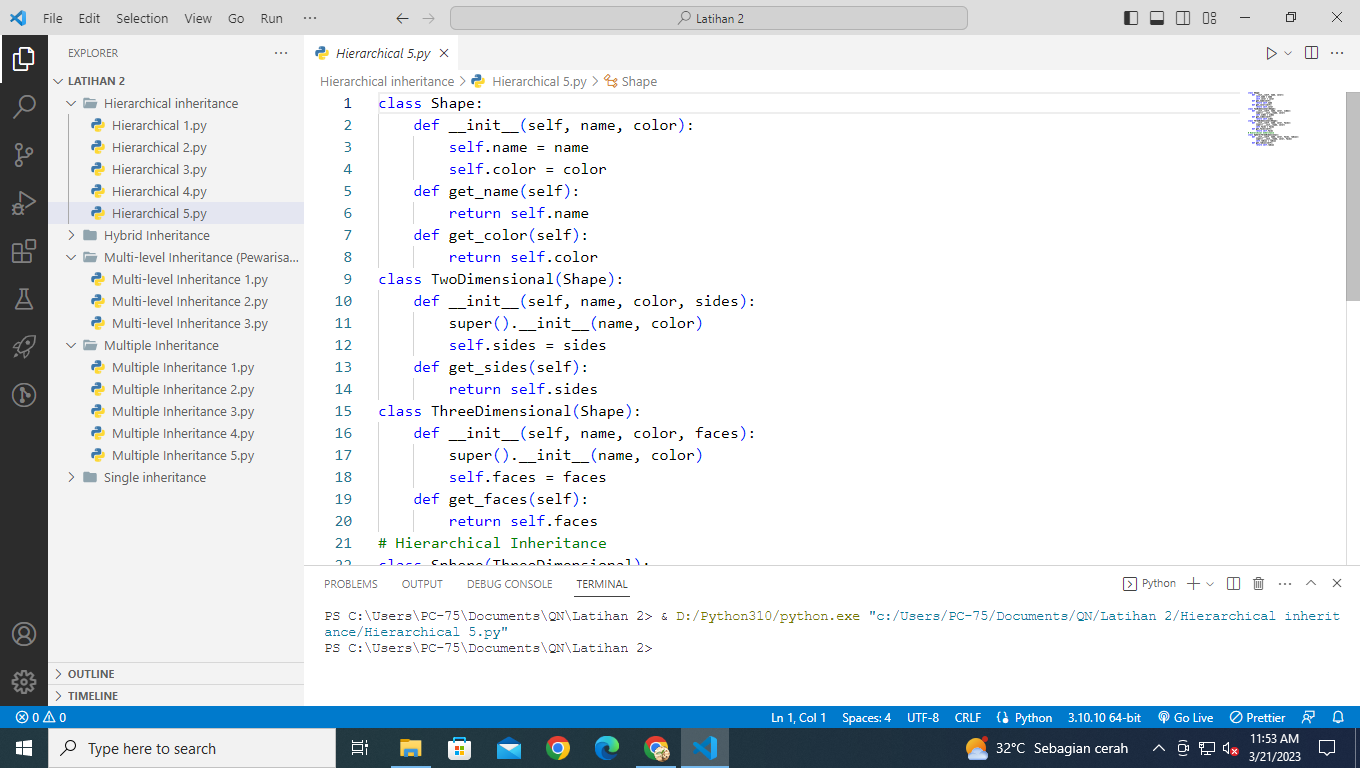 File Edit Selection View Go Run ···
Latihan 2
EXPLORER ···
LATIHAN 2
Hierarchical inheritance
Hierarchical 1.py
Hierarchical 2.py
Hierarchical 3.py
Hierarchical 4.py
Hierarchical 5.py
Hybrid Inheritance
Multi-level Inheritance (Pewarisa...
Multi-level Inheritance 1.py
Multi-level Inheritance 2.py
Multi-level Inheritance 3.py
Multiple Inheritance
Multiple Inheritance 1.py
Multiple Inheritance 2.py
Multiple Inheritance 3.py
Multiple Inheritance 4.py
Multiple Inheritance 5.py
Single inheritance
OUTLINE
TIMELINE
Hierarchical 5.py
Hierarchical inheritance > Hierarchical 5.py > Shape
1 class Shape:
2     def __init__(self, name, color):
3         self.name = name
4         self.color = color
5     def get_name(self):
6         return self.name
7     def get_color(self):
8         return self.color
9 class TwoDimensional(Shape):
10     def __init__(self, name, color, sides):
11         super().__init__(name, color)
12         self.sides = sides
13     def get_sides(self):
14         return self.sides
15 class ThreeDimensional(Shape):
16     def __init__(self, name, color, faces):
17         super().__init__(name, color)
18         self.faces = faces
19     def get_faces(self):
20         return self.faces
21 # Hierarchical Inheritance
22 class Sphere(ThreeDimensional):
PROBLEMS OUTPUT DEBUG CONSOLE TERMINAL
Python
PS C:\Users\PC-75\Documents\QN\Latihan 2> & D:/Python310/python.exe "c:/Users/PC-75/Documents/QN/Latihan 2/Hierarchical inherit
ance/Hierarchical 5.py"
PS C:\Users\PC-75\Documents\QN\Latihan 2>
0 0
Ln 1, Col 1 Spaces: 4 UTF-8 CRLF Python 3.10.10 64-bit Go Live Prettier
Type here to search
32°C Sebagian cerah
11:53 AM
3/21/2023